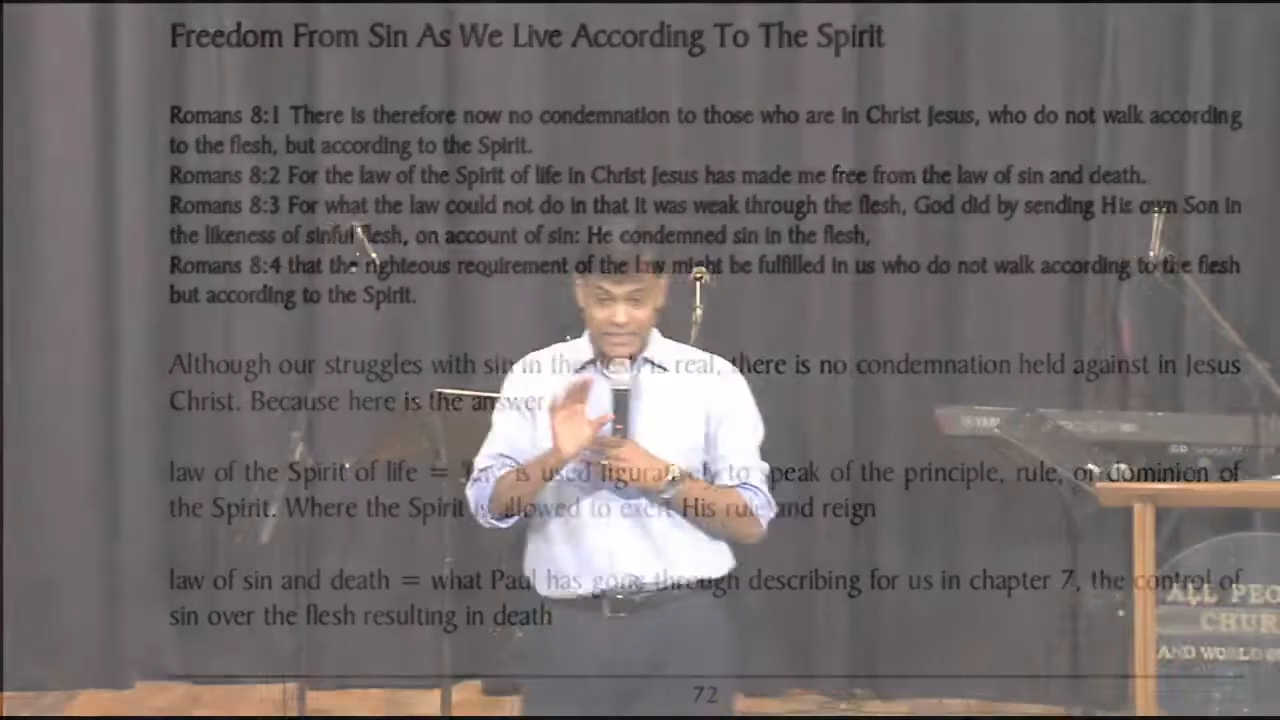 Freedom From Sin As We Live According To The Spirit
Romans 8:1 There is therefore now no condemnation to those who are in Christ Jesus, who do not walk according
to the flesh, but according to the Spirit.
Romans 8:2 For the law of the Spirit of life in Christ Jesus has made me free from the law of sin and death.
Romans 8:3 For what the law could not do in that it was weak through the flesh, God did by sending His own Son in
the likeness of sinful flesh, on account of sin: He condemned sin in the flesh,
Romans 8:4 that the righteous requirement of the law might be fulfilled in us who do not walk according to the flesh
but according to the Spirit.
Although our struggles with sin in the flesh is real, there is no condemnation held against in Jesus
Christ. Because here is the answer
law of the Spirit of life = law is used figuratively to speak of the principle, rule, or dominion of
the Spirit. Where the Spirit is allowed to exert His rule and reign
law of sin and death = what Paul has gone through describing for us in chapter 7, the control of
sin over the flesh resulting in death
ALL PEO
CHUR
AND WORLD
72